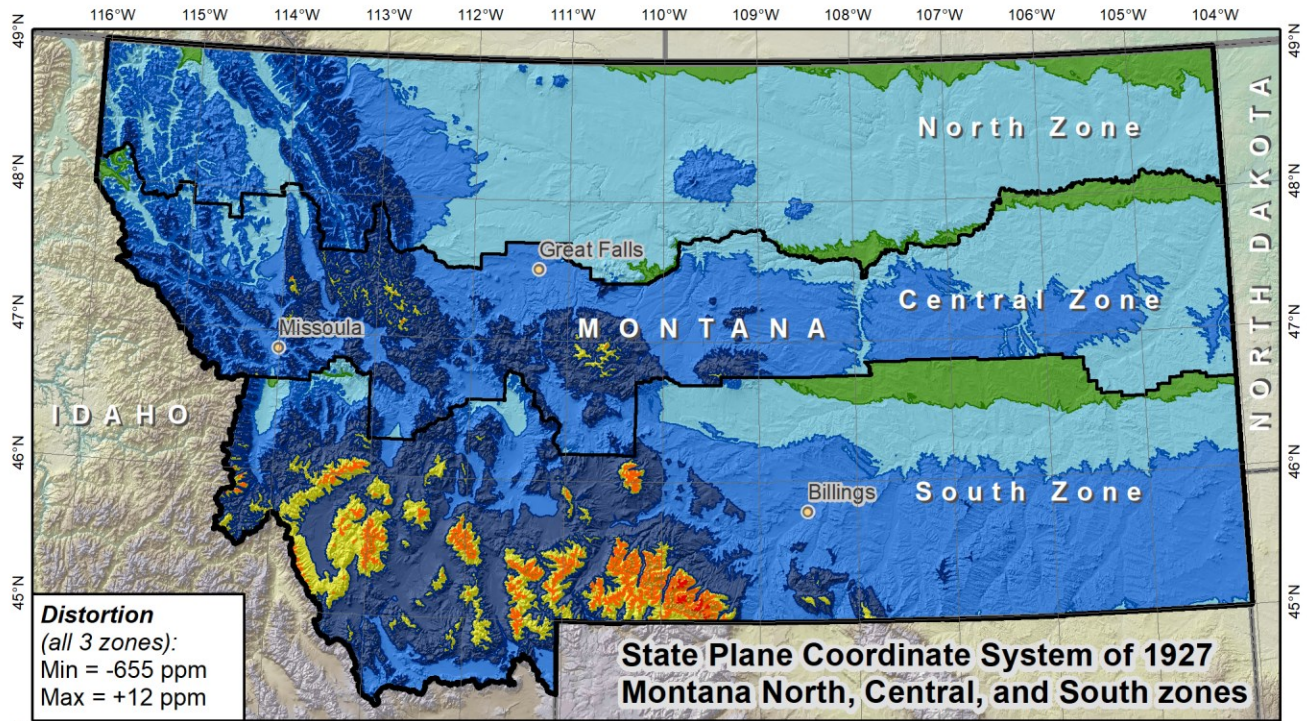 116°W 115°W 114°W 113°W 112°W 111°W 110°W 109°W 108°W 107°W 106°W 105°W 104°W
49°N 49°N
North Zone
48°N 48°N
NORTH DAKOTA
Great Falls
Central Zone
47°N 47°N
Missoula
MONTANA
IDAHO
46°N 46°N
Billings
South Zone
45°N 45°N
Distortion
(all 3 zones):
Min = -655 ppm
Max = +12 ppm
State Plane Coordinate System of 1927
Montana North, Central, and South zones